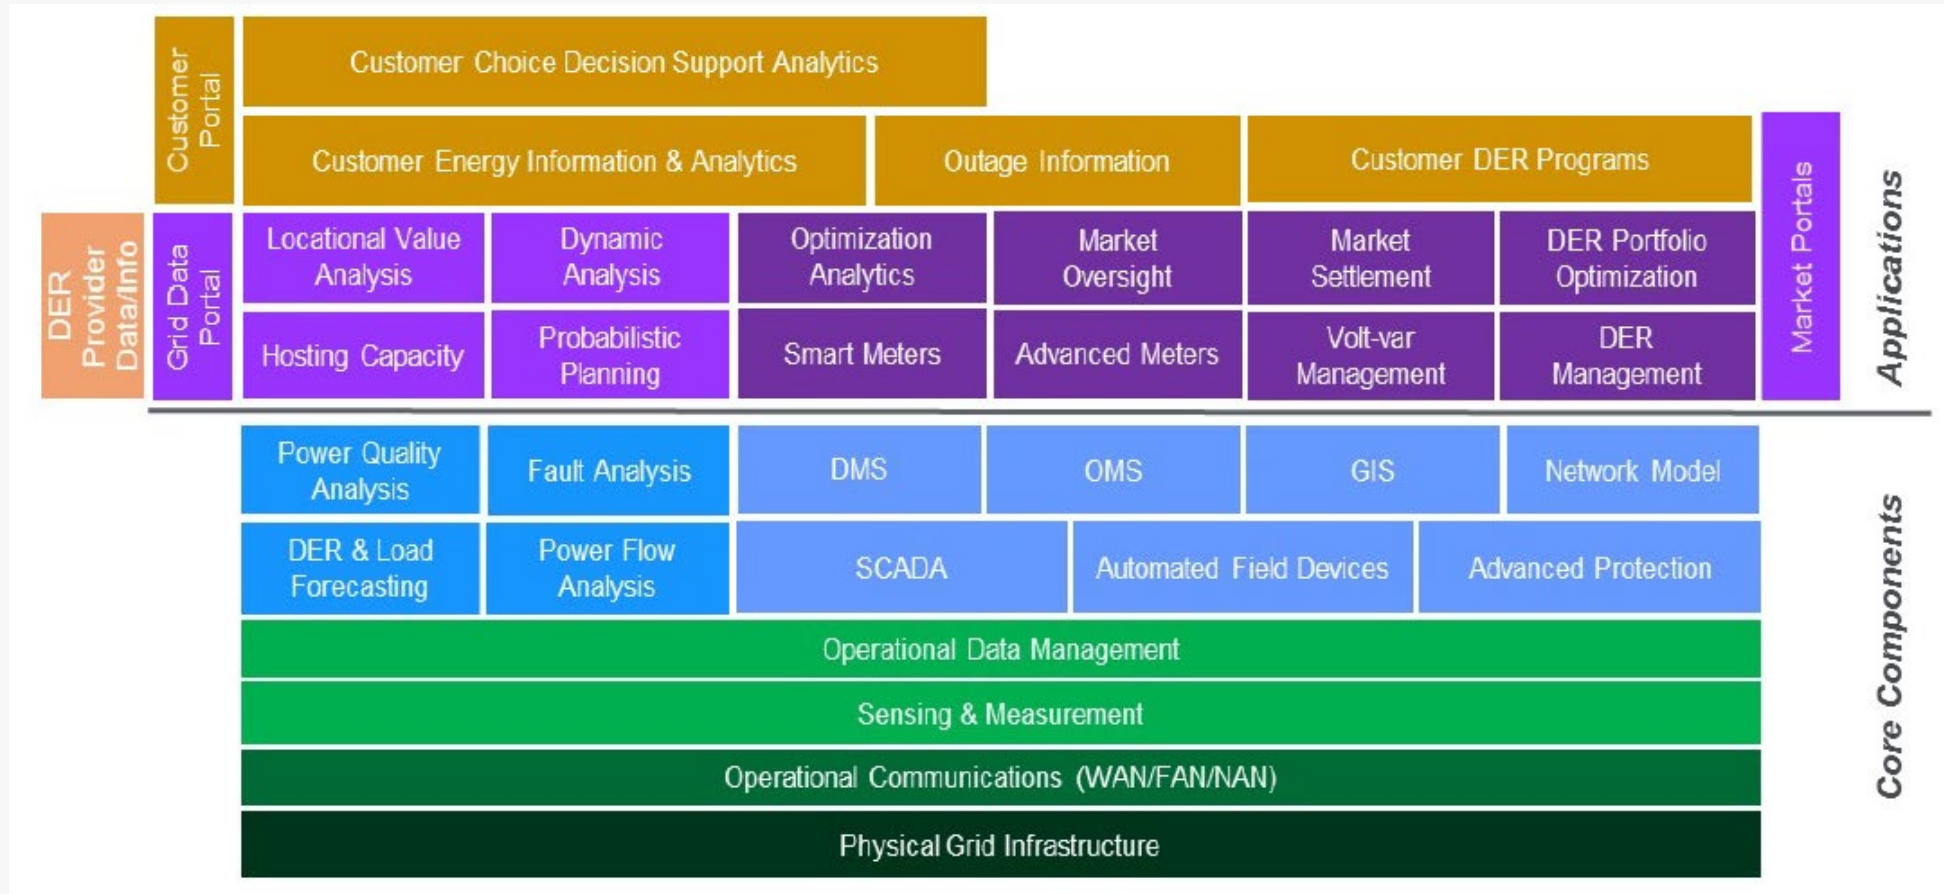 Customer
Portal
Customer Choice Decision Support Analytics
Customer Energy Information & Analytics
Outage Information
Customer DER Programs
DER
Provider
Data/Info
Grid Data
Portal
Locational Value
Analysis
Dynamic
Analysis
Optimization
Analytics
Market
Oversight
Market
Settlement
DER Portfolio
Optimization
Hosting Capacity
Probabilistic
Planning
Smart Meters
Advanced Meters
Volt-var
Management
DER
Management
Market Portals
Applications
Power Quality
Analysis
Fault Analysis
DMS
OMS
GIS
Network Model
DER & Load
Forecasting
Power Flow
Analysis
SCADA
Automated Field Devices
Advanced Protection
Operational Data Management
Sensing & Measurement
Operational Communications (WAN/FAN/NAN)
Physical Grid Infrastructure
Core Components